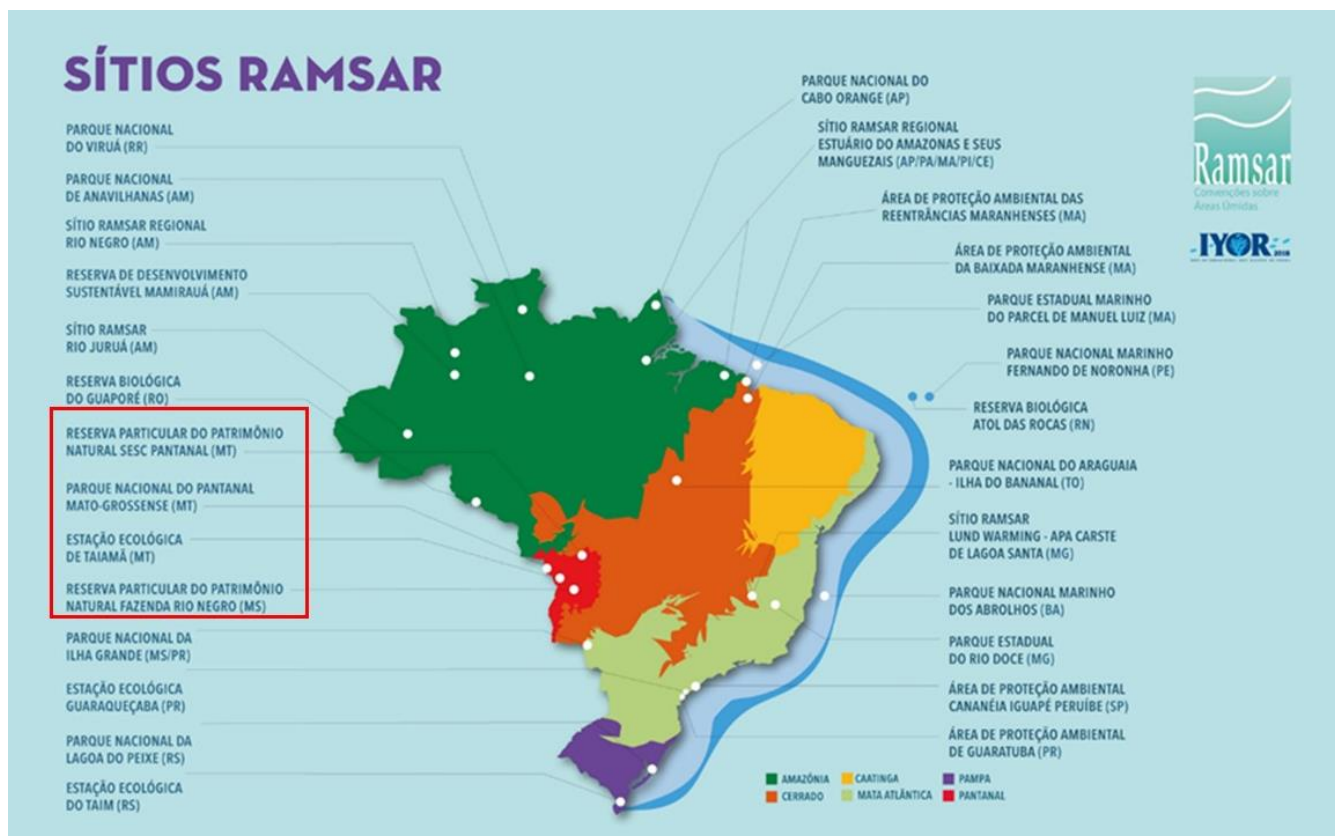 SÍTIOS RAMSAR
PARQUE NACIONAL
DO VIRUÁ (RR)
PARQUE NACIONAL
DE ANAVILHANAS (AM)
SÍTIO RAMSAR REGIONAL
RIO NEGRO (AM)
RESERVA DE DESENVOLVIMENTO
SUSTENTÁVEL MAMIRAUÁ (AM)
SÍTIO RAMSAR
RIO JURUÁ (AM)
RESERVA BIOLÓGICA
DO GUAPORÉ (RO)
RESERVA PARTICULAR DO PATRIMÔNIO
NATURAL SESC PANTANAL (MT)
PARQUE NACIONAL DO PANTANAL
MATO-GROSSENSE (MT)
ESTAÇÃO ECOLÓGICA
DE TAIAMÃ (MT)
RESERVA PARTICULAR DO PATRIMÔNIO
NATURAL FAZENDA RIO NEGRO (MS)
PARQUE NACIONAL DA
ILHA GRANDE (MS/PR)
ESTAÇÃO ECOLÓGICA
GUARAQUEÇABA (PR)
PARQUE NACIONAL DA
LAGOA DO PEIXE (RS)
ESTAÇÃO ECOLÓGICA
DO TAIM (RS)
PARQUE NACIONAL DO
CABO ORANGE (AP)
SÍTIO RAMSAR REGIONAL
ESTUÁRIO DO AMAZONAS E SEUS
MANGUEZAIS (AP/PA/MA/PI/CE)
ÁREA DE PROTEÇÃO AMBIENTAL DAS
REENTRÂNCIAS MARANHENSES (MA)
ÁREA DE PROTEÇÃO AMBIENTAL
DA BAIXADA MARANHENSE (MA)
PARQUE ESTADUAL MARINHO
DO PARCEL DE MANUEL LUIZ (MA)
PARQUE NACIONAL MARINHO
FERNANDO DE NORONHA (PE)
RESERVA BIOLÓGICA
ATOL DAS ROCAS (RN)
PARQUE NACIONAL DO ARAGUAIA
- ILHA DO BANANAL (TO)
SÍTIO RAMSAR
LUND WARMING - APA CARSTE
DE LAGOA SANTA (MG)
PARQUE NACIONAL MARINHO
DOS ABROLHOS (BA)
PARQUE ESTADUAL
DO RIO DOCE (MG)
ÁREA DE PROTEÇÃO AMBIENTAL
CANANÉIA IGUAPÉ PERUÍBE (SP)
ÁREA DE PROTEÇÃO AMBIENTAL
DE GUARATUBA (PR)
Ramsar
Convenções sobre
Áreas Úmidas
IYOR 2018
AMAZÔNIA CAATINGA PAMPA
CERRADO MATA ATLÂNTICA PANTANAL